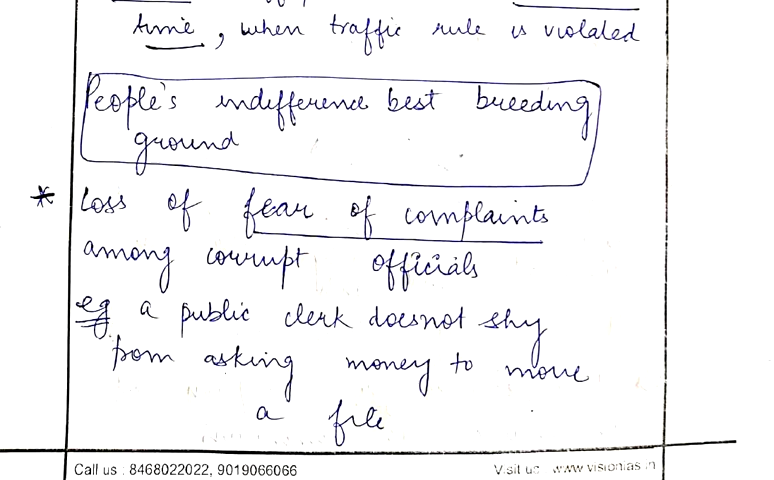 time, when traffic rule is violated
People's indifference best breeding
ground
* loss of fear of complaints
among corrupt officials
eg a public clerk doesnot shy
from asking money to move
a file
Call us : 8468022022, 9019066066
Visit us www.visionias.in